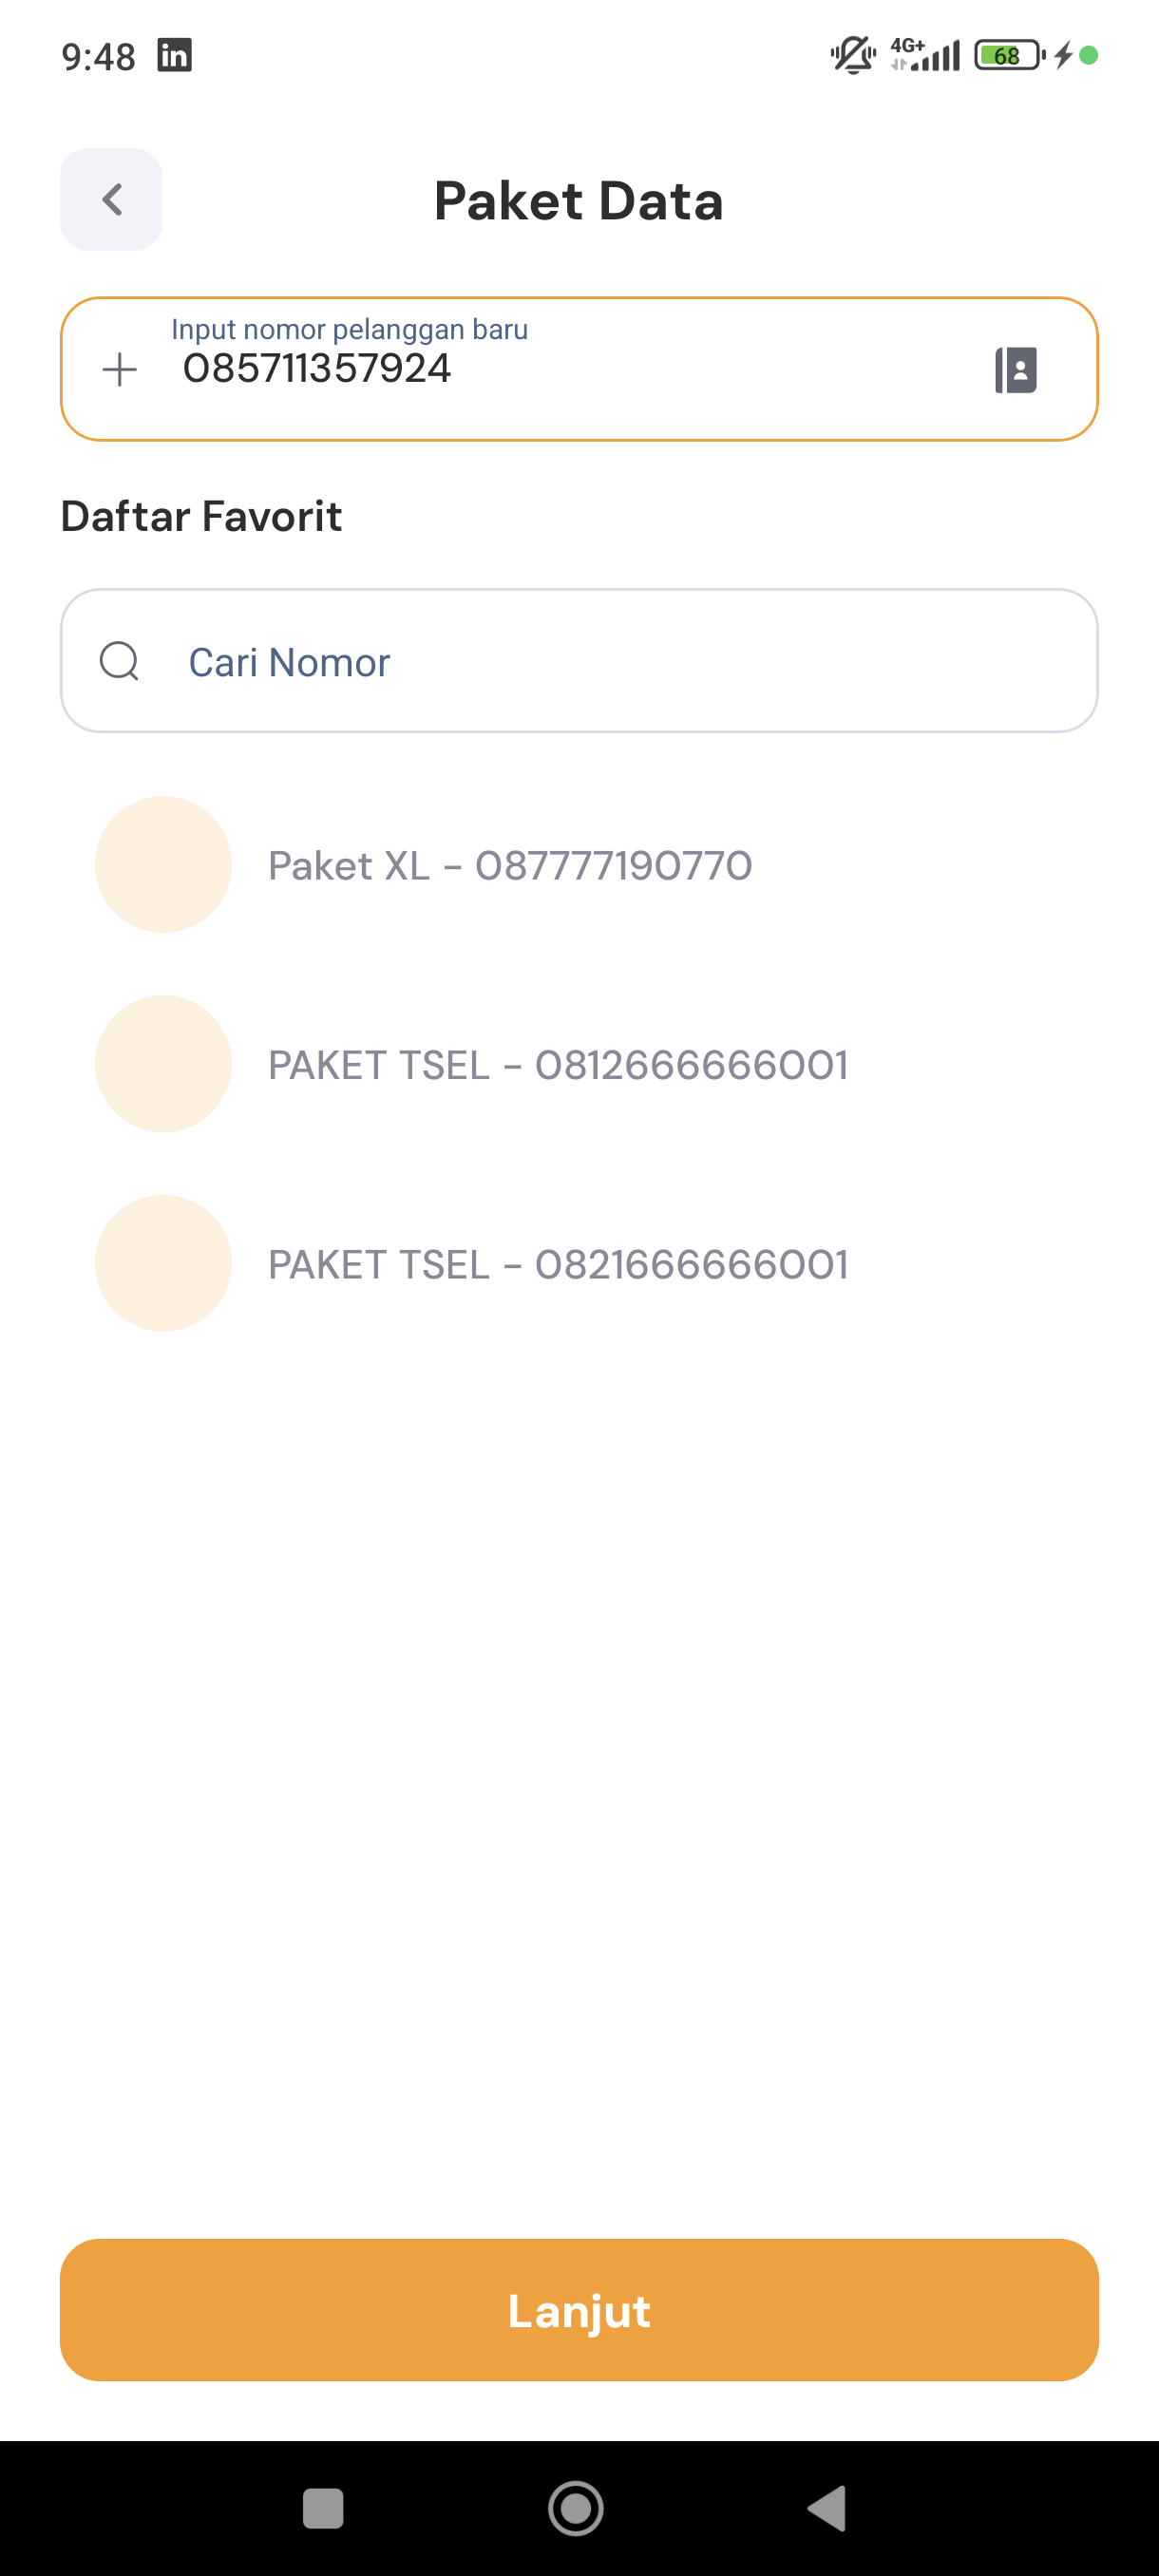 9:48
4G+
68
Paket Data
Input nomor pelanggan baru
085711357924
Daftar Favorit
Cari Nomor
Paket XL - 087777190770
PAKET TSEL - 0812666666001
PAKET TSEL - 0821666666001
Lanjut